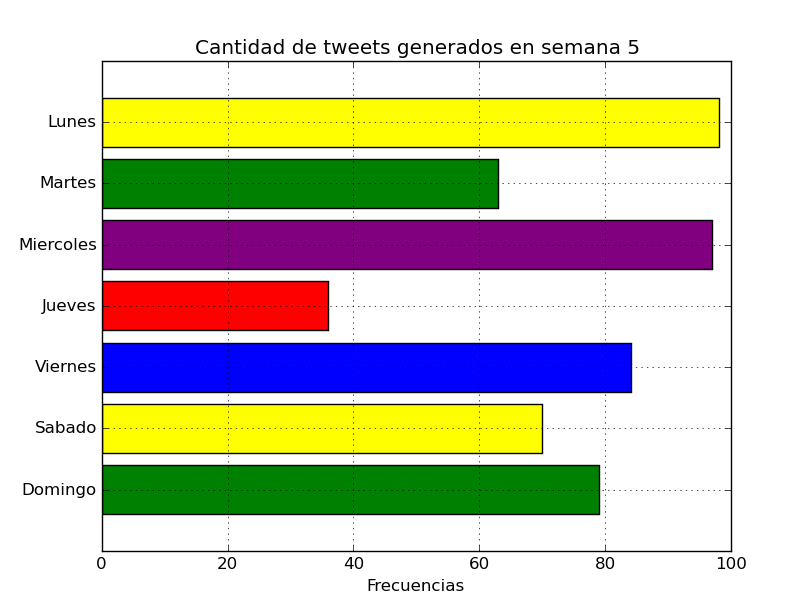 Cantidad de tweets generados en semana 5
Lunes
Martes
Miercoles
Jueves
Viernes
Sabado
Domingo
0 20 40 60 80 100
Frecuencias